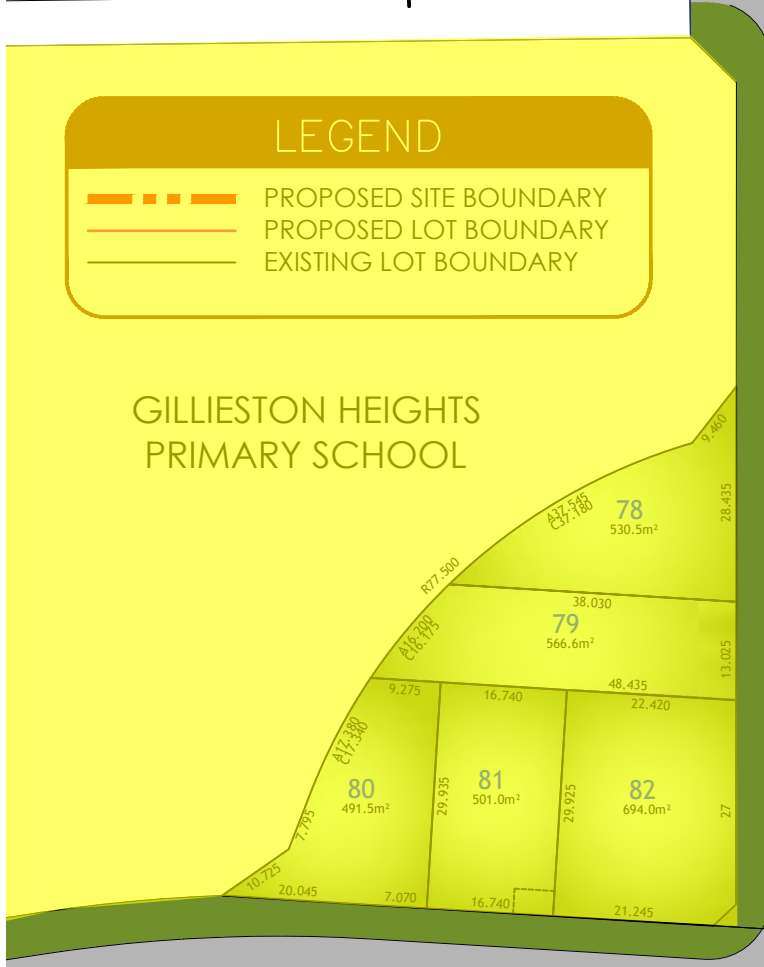 LEGEND
PROPOSED SITE BOUNDARY
PROPOSED LOT BOUNDARY
EXISTING LOT BOUNDARY
GILLIESTON HEIGHTS
PRIMARY SCHOOL
9.460
28.435
A37.545
C37.180
78
530.5m²
R77.500
38.030
79
566.6m²
13.025
A16.200
C16.175
48.435
9.275
16.740
22.420
A17.380
C17.340
80
491.5m²
29.935
81
501.0m²
29.925
82
694.0m²
27
7.795
10.725
20.045
7.070
16.740
21.245